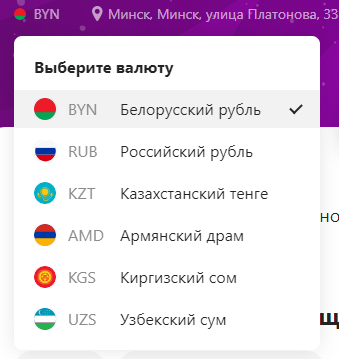 BYN Минск, Минск, улица Платонова, 33
Выберите валюту
BYN Белорусский рубль
RUB Российский рубль
KZT Казахстанский тенге
AMD Армянский драм
KGS Киргизский сом
UZS Узбекский сум